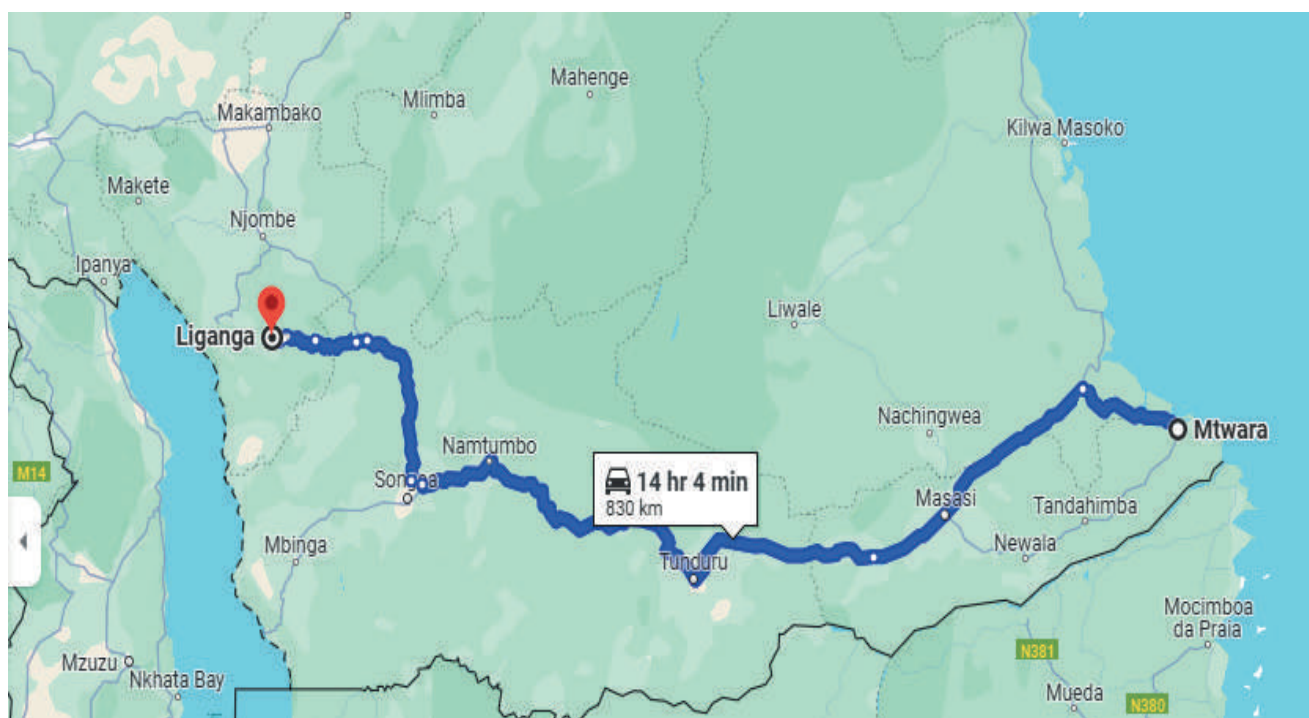 Mahenge
Mlimba
Makambako
Kilwa Masoko
Makete
Njombe
Ipanya
Liwale
Liganga
Nachingwea
Mtwara
Namtumbo
14 hr 4 min
830 km
M14
Masasi
Tandahimba
Mbinga
Newala
Tunduru
Mocimboa
da Praia
N381
Mzuzu
Nkhata Bay
Mueda
N380